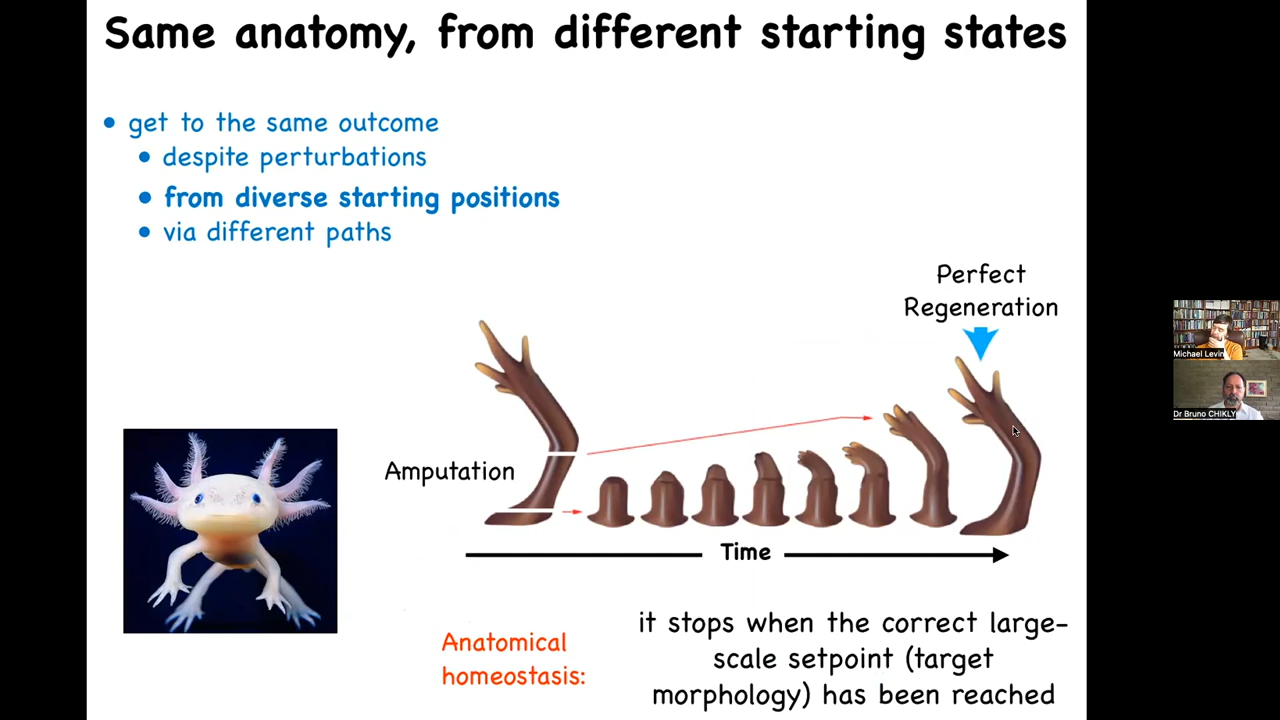 Same anatomy, from different starting states
• get to the same outcome
• despite perturbations
• from diverse starting positions
• via different paths
Perfect
Regeneration
Amputation
Time
Anatomical
homeostasis:
it stops when the correct large-
scale setpoint (target
morphology) has been reached
Michael Levin
Dr Bruno CHIKLY